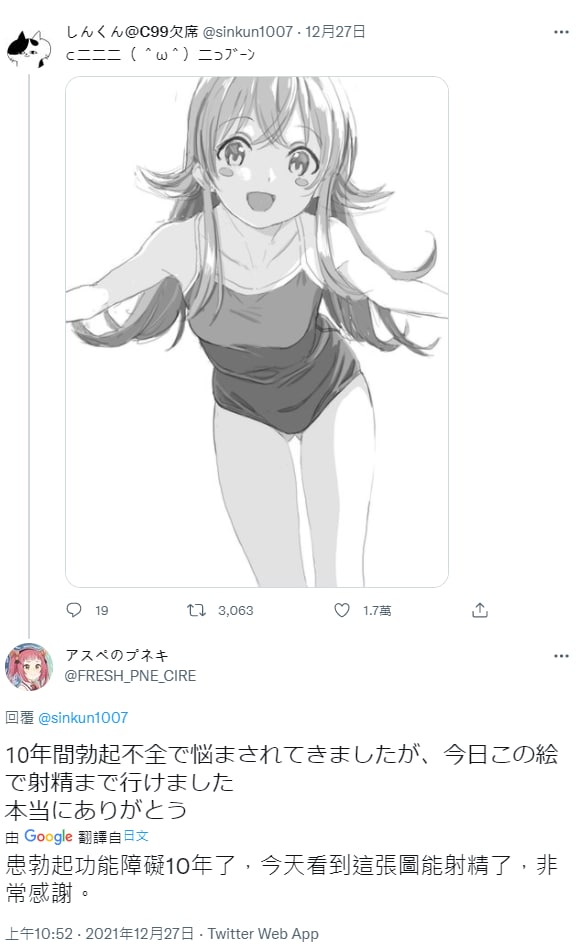 しんくん@C99欠席 @sinkun1007 · 12月27日
⊂二二二（ ＾ω＾）二⊃ﾌﾞｰﾝ
19 3,063 1.7萬
アスペのプネキ
@FRESH_PNE_CIRE
回覆 @sinkun1007
10年間勃起不全で悩まされてきましたが、今日この絵
で射精まで行けました
本当にありがとう
由 Google 翻譯自日文
患勃起功能障礙10年了，今天看到這張圖能射精了，非
常感謝。
上午10:52 · 2021年12月27日 · Twitter Web App